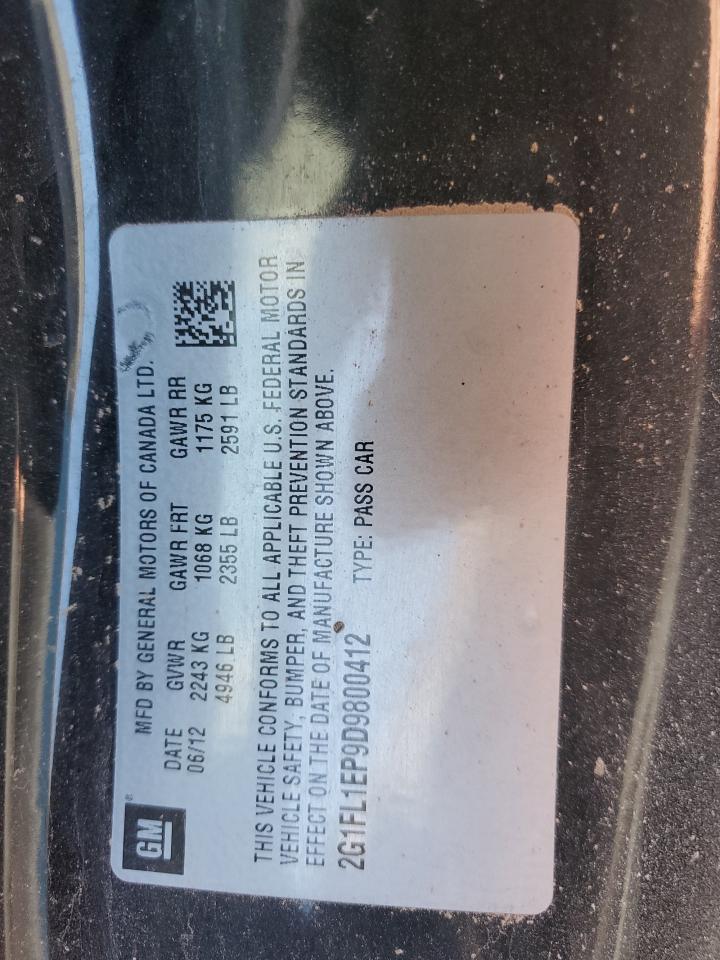 GM
MFD BY GENERAL MOTORS OF CANADA LTD.
DATE GVWR GAWR FRT GAWR RR
06/12 2243 KG 1068 KG 1175 KG
4946 LB 2355 LB 2591 LB
THIS VEHICLE CONFORMS TO ALL APPLICABLE U.S. FEDERAL MOTOR
VEHICLE SAFETY, BUMPER, AND THEFT PREVENTION STANDARDS IN
EFFECT ON THE DATE OF MANUFACTURE SHOWN ABOVE.
2G1FL1EP9D9800412 TYPE: PASS CAR